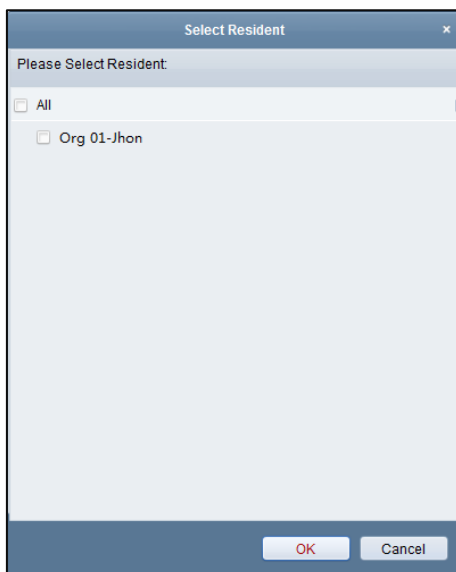 Select Resident
×
Please Select Resident:
All
Org 01-Jhon
OK
Cancel